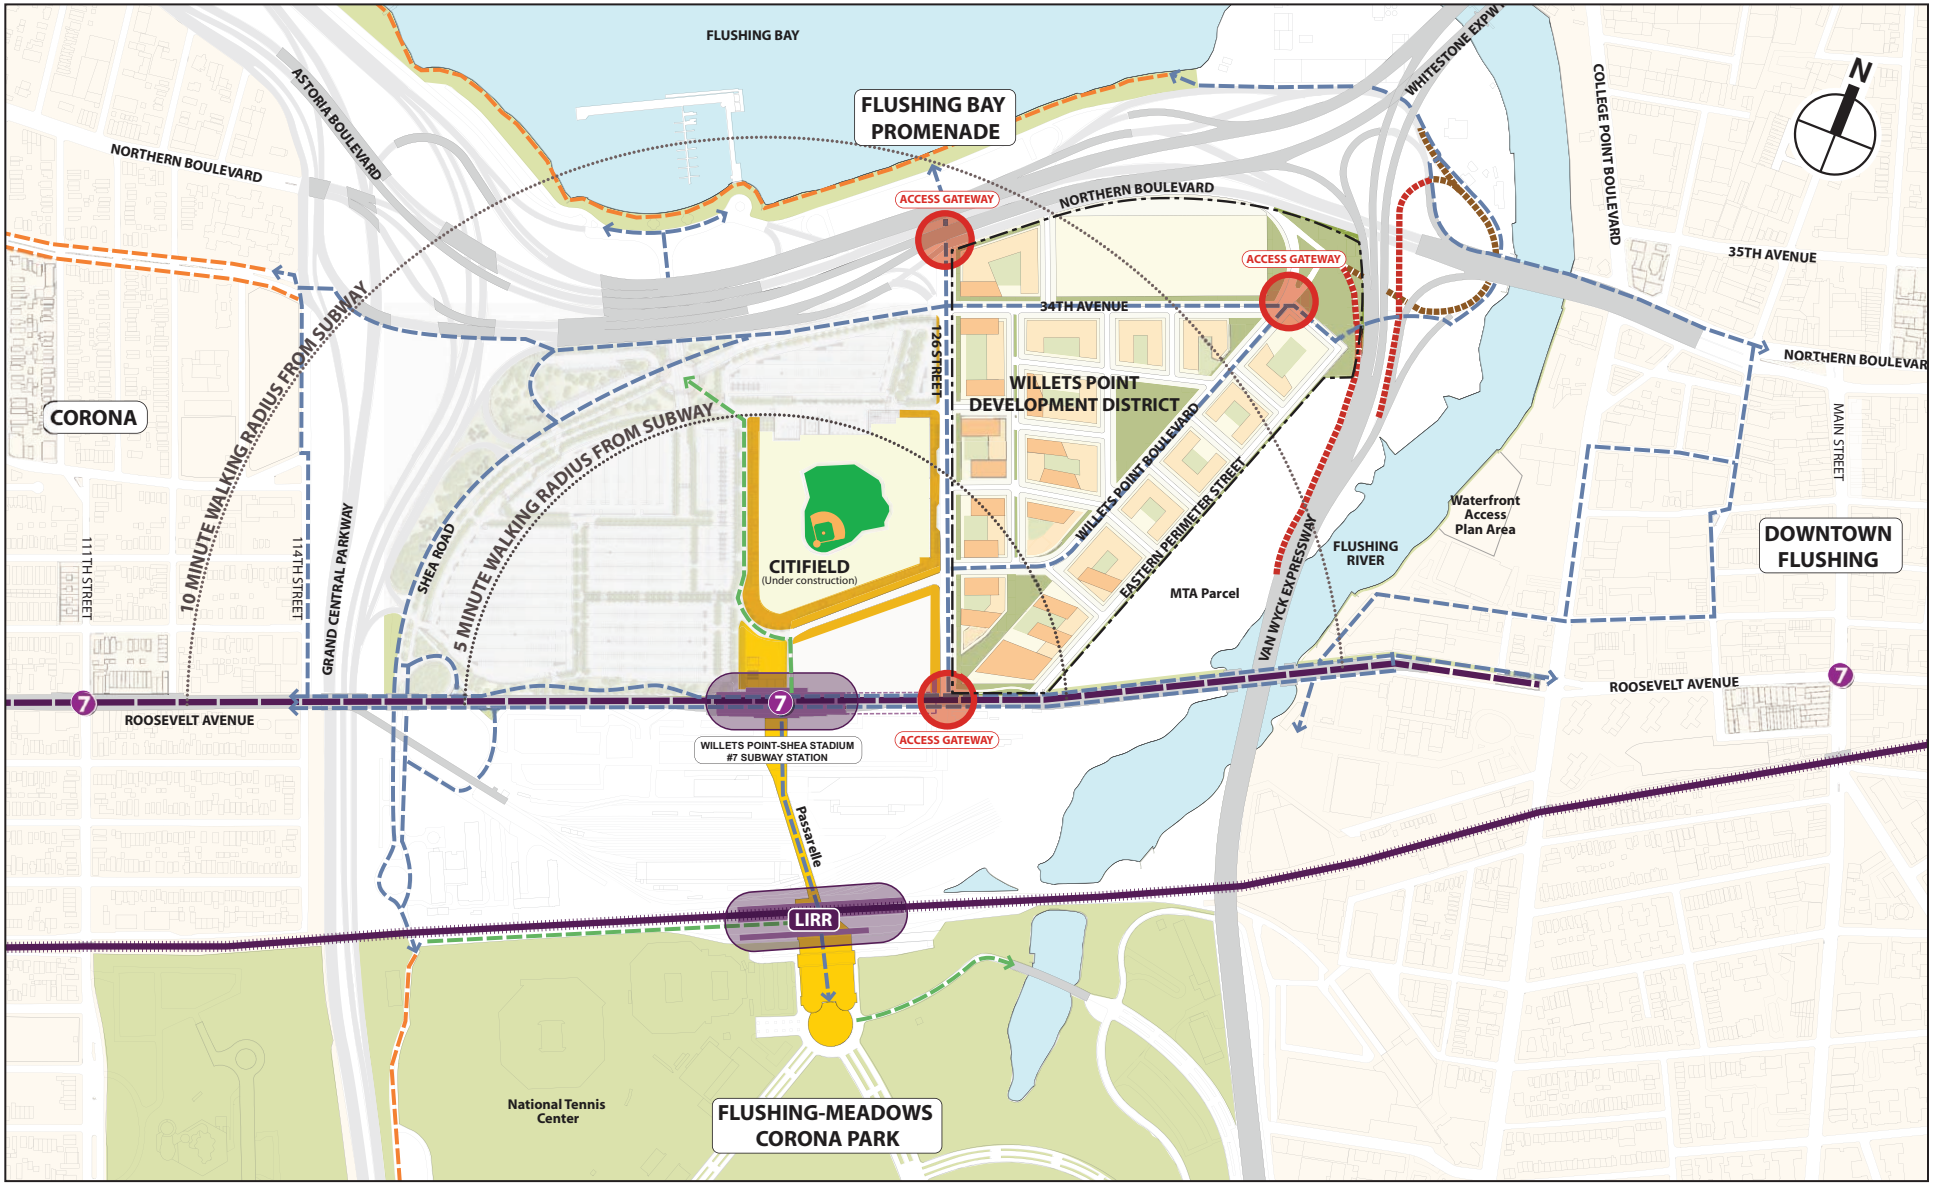 FLUSHING BAY
WHITESTONE EXPWY
N
ASTORIA BOULEVARD
COLLEGE POINT BOULEVARD
FLUSHING BAY
PROMENADE
NORTHERN BOULEVARD
NORTHERN BOULEVARD
ACCESS GATEWAY
35TH AVENUE
ACCESS GATEWAY
34TH AVENUE
10 MINUTE WALKING RADIUS FROM SUBWAY
126 STREET
NORTHERN BOULEVAR
WILLETS POINT
DEVELOPMENT DISTRICT
CORONA
5 MINUTE WALKING RADIUS FROM SUBWAY
MAIN STREET
WILLETS POINT BOULEVARD
EASTERN PERIMETER STREET
Waterfront
Access
Plan Area
DOWNTOWN
FLUSHING
FLUSHING
RIVER
CITIFIELD
(Under construction)
111TH STREET
114TH STREET
GRAND CENTRAL PARKWAY
SHEA ROAD
MTA Parcel
VAN WYCK EXPRESSWAY
7
7
7
ROOSEVELT AVENUE
ROOSEVELT AVENUE
WILLETS POINT-SHEA STADIUM
#7 SUBWAY STATION
ACCESS GATEWAY
Passarelle
LIRR
National Tennis
Center
FLUSHING-MEADOWS
CORONA PARK